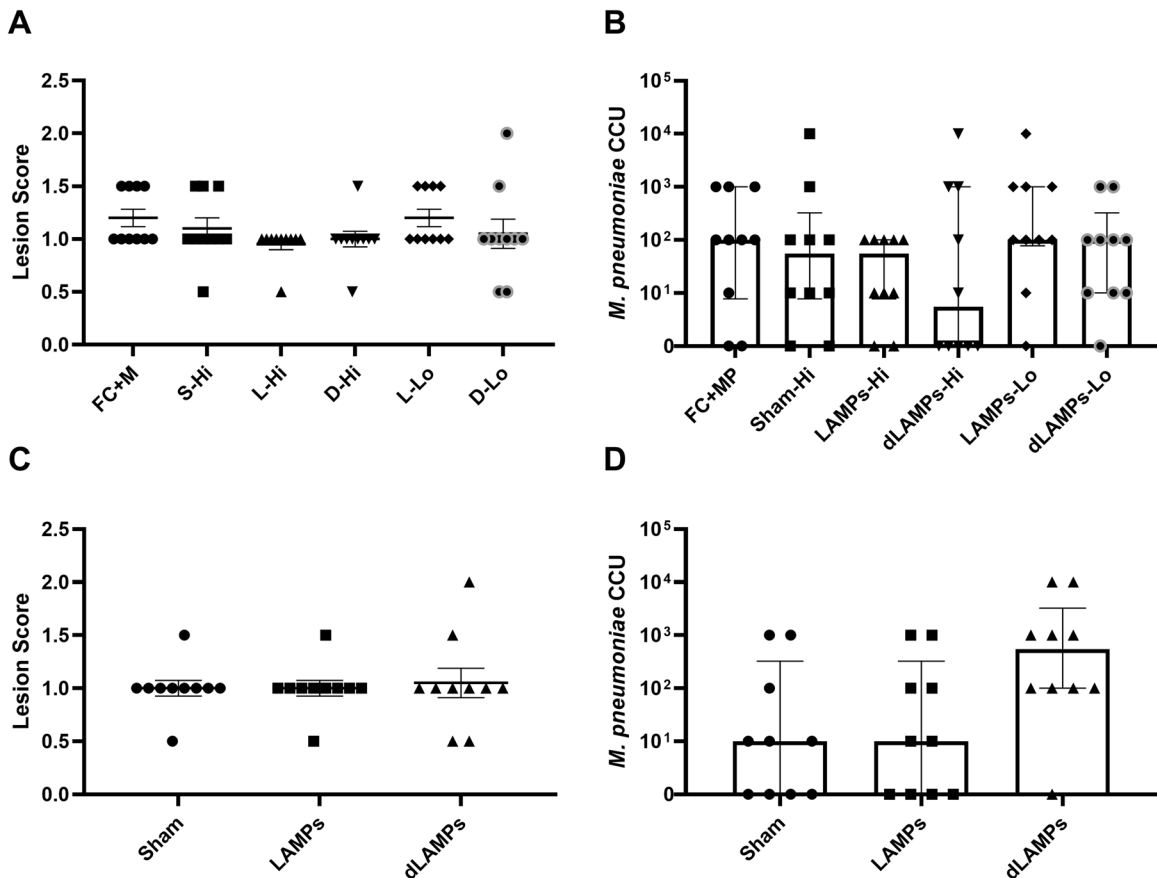 A
Lesion Score
2.5
2.0
1.5
1.0
0.5
0.0
FC+M
S-Hi
L-Hi
D-Hi
L-Lo
D-Lo
B
M. pneumoniae CCU
10⁵
10⁴
10³
10²
10¹
0
FC+MP
Sham-Hi
LAMPs-Hi
dLAMPs-Hi
LAMPs-Lo
dLAMPs-Lo
C
Lesion Score
2.5
2.0
1.5
1.0
0.5
0.0
Sham
LAMPs
dLAMPs
D
M. pneumoniae CCU
10⁵
10⁴
10³
10²
10¹
0
Sham
LAMPs
dLAMPs